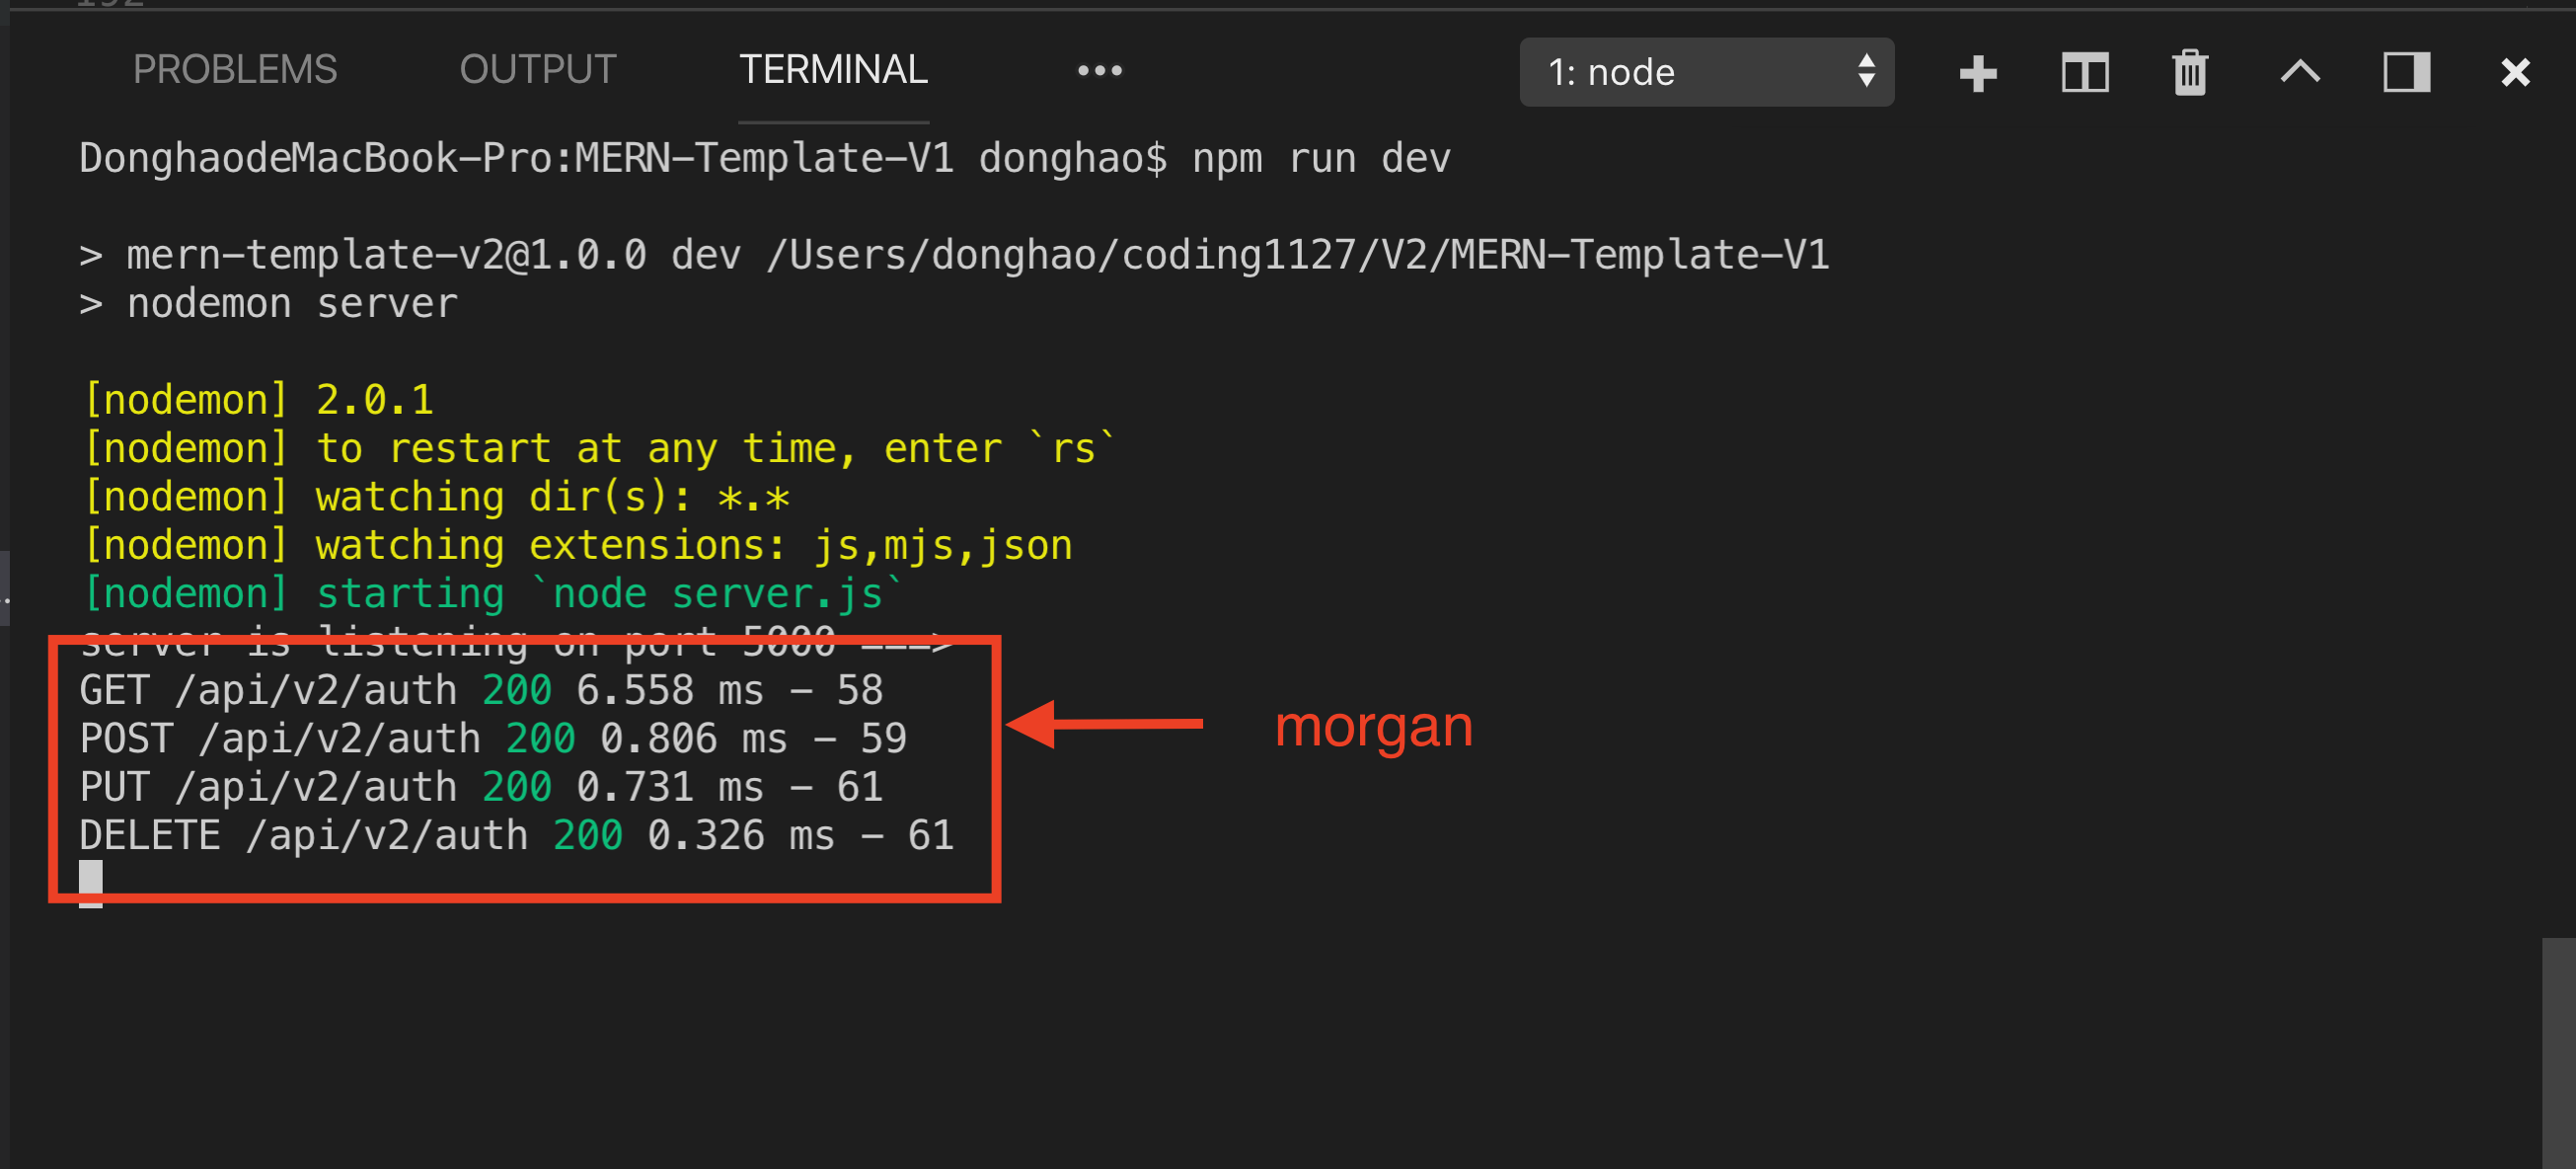 PROBLEMS OUTPUT TERMINAL ••• 1: node
DonghaodeMacBook-Pro:MERN-Template-V1 donghao$ npm run dev
> mern-template-v2@1.0.0 dev /Users/donghao/coding1127/V2/MERN-Template-V1
> nodemon server
[nodemon] 2.0.1
[nodemon] to restart at any time, enter `rs`
[nodemon] watching dir(s): *.*
[nodemon] watching extensions: js,mjs,json
[nodemon] starting `node server.js`
server is listening on port 5000 --->
GET /api/v2/auth 200 6.558 ms - 58
POST /api/v2/auth 200 0.806 ms - 59
morgan
PUT /api/v2/auth 200 0.731 ms - 61
DELETE /api/v2/auth 200 0.326 ms - 61